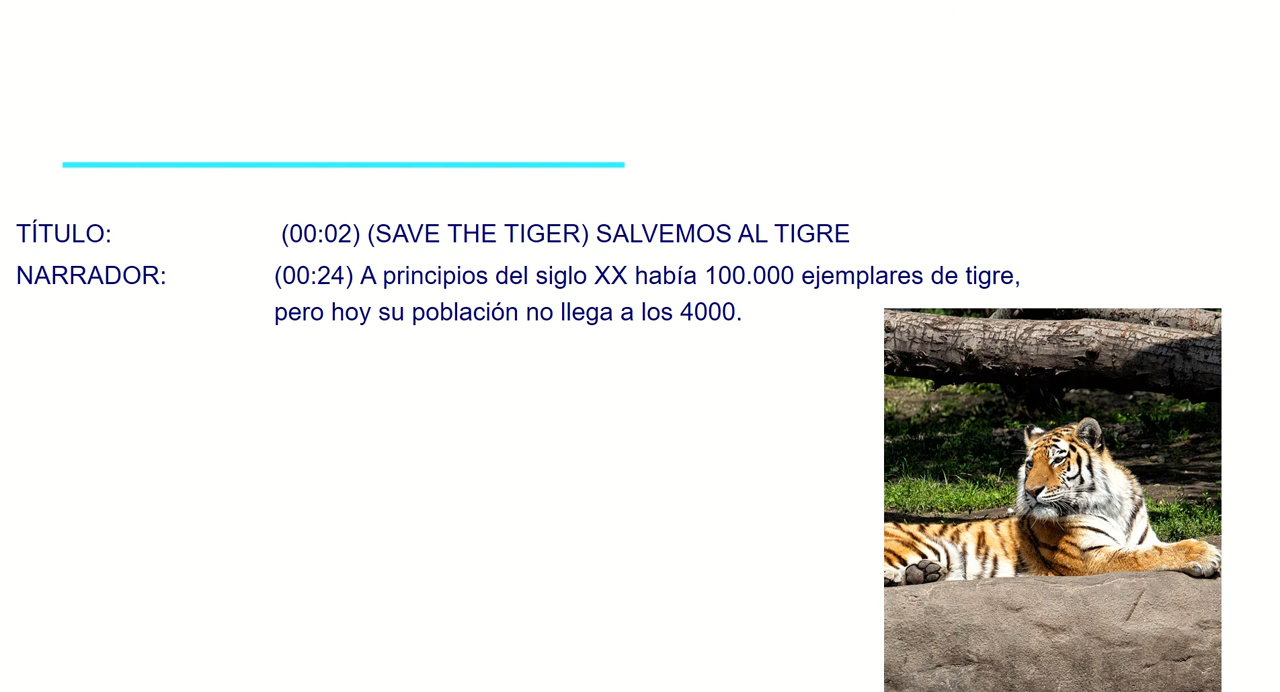 TÍTULO: (00:02) (SAVE THE TIGER) SALVEMOS AL TIGRE
NARRADOR: (00:24) A principios del siglo XX había 100.000 ejemplares de tigre,
pero hoy su población no llega a los 4000.